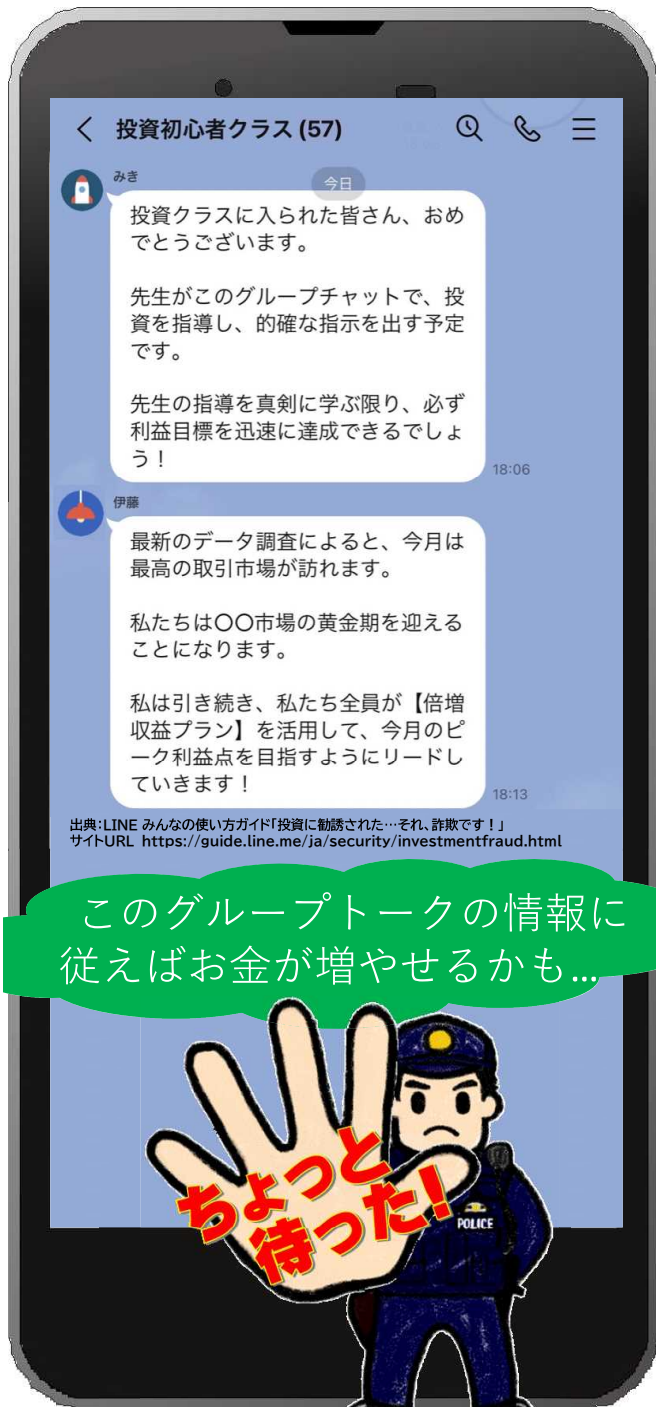 投資初心者クラス (57)
みき
今日
投資クラスに入られた皆さん、おめ
でとうございます。
先生がこのグループチャットで、投
資を指導し、的確な指示を出す予定
です。
先生の指導を真剣に学ぶ限り、必ず
利益目標を迅速に達成できるでしょ
う！
18:06
伊藤
最新のデータ調査によると、今月は
最高の取引市場が訪れます。
私たちは〇〇市場の黄金期を迎える
ことになります。
私は引き続き、私たち全員が【倍増
収益プラン】を活用して、今月のピ
ーク利益点を目指すようにリードし
ていきます！
18:13
出典：LINE みんなの使い方ガイド「投資に勧誘された…それ、詐欺です！」
サイトURL https://guide.line.me/ja/security/investmentfraud.html
このグループトークの情報に
従えばお金が増やせるかも…
ちょっと
待った！
POLICE